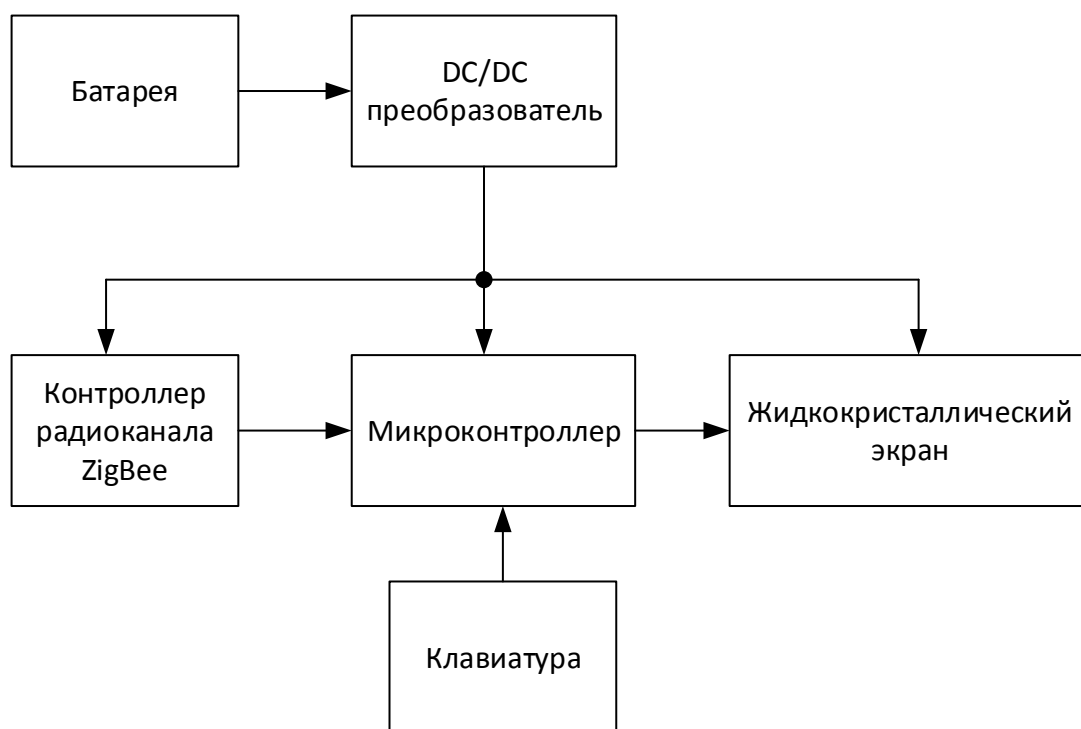 Батарея
DC/DC
преобразователь
Контроллер
радиоканала
ZigBee
Микроконтроллер
Жидкокристаллический
экран
Клавиатура